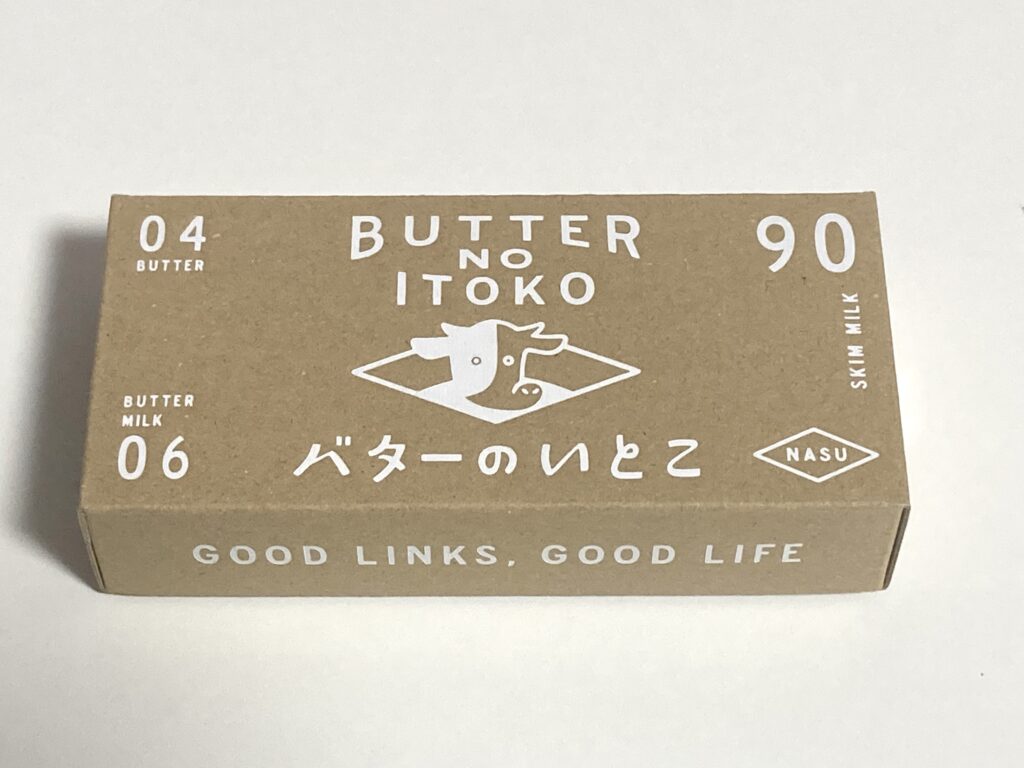 04
BUTTER
BUTTER
NO
ITOKO
90
SKIM MILK
BUTTER
MILK
06
バターのいとこ
NASU
GOOD LINKS, GOOD LIFE